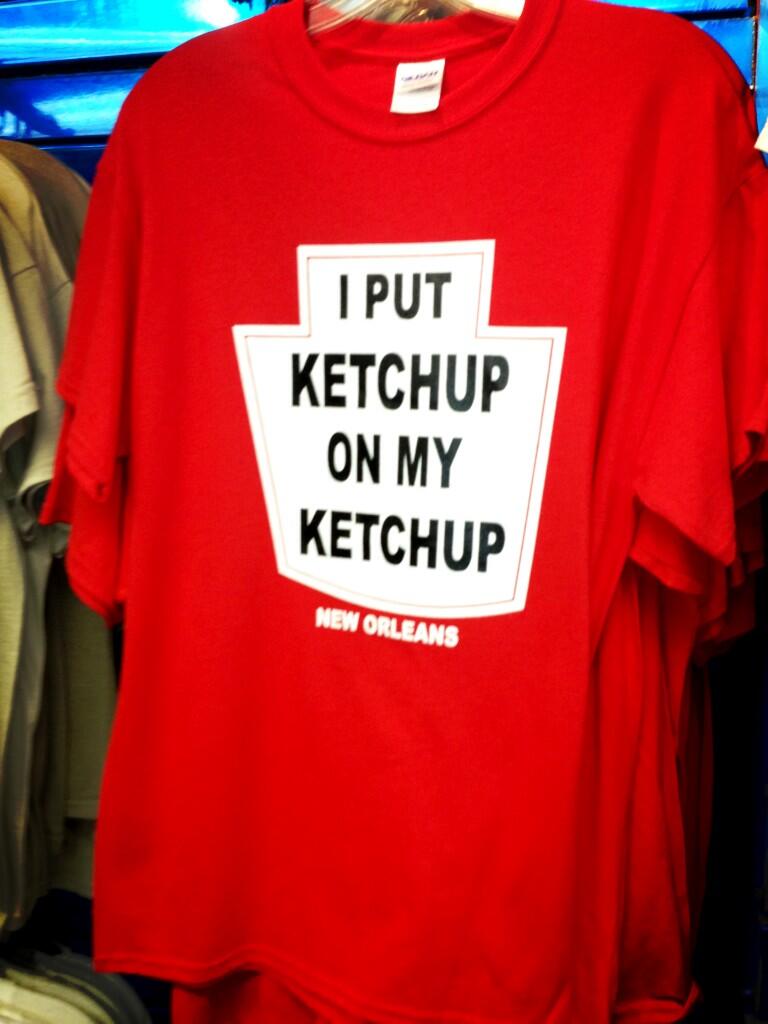 I PUT
KETCHUP
ON MY
KETCHUP
NEW ORLEANS